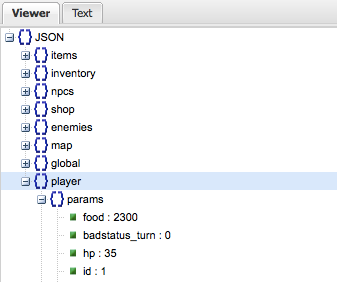 Viewer Text
JSON
items
inventory
npcs
shop
enemies
map
global
player
params
food : 2300
badstatus_turn : 0
hp : 35
id : 1